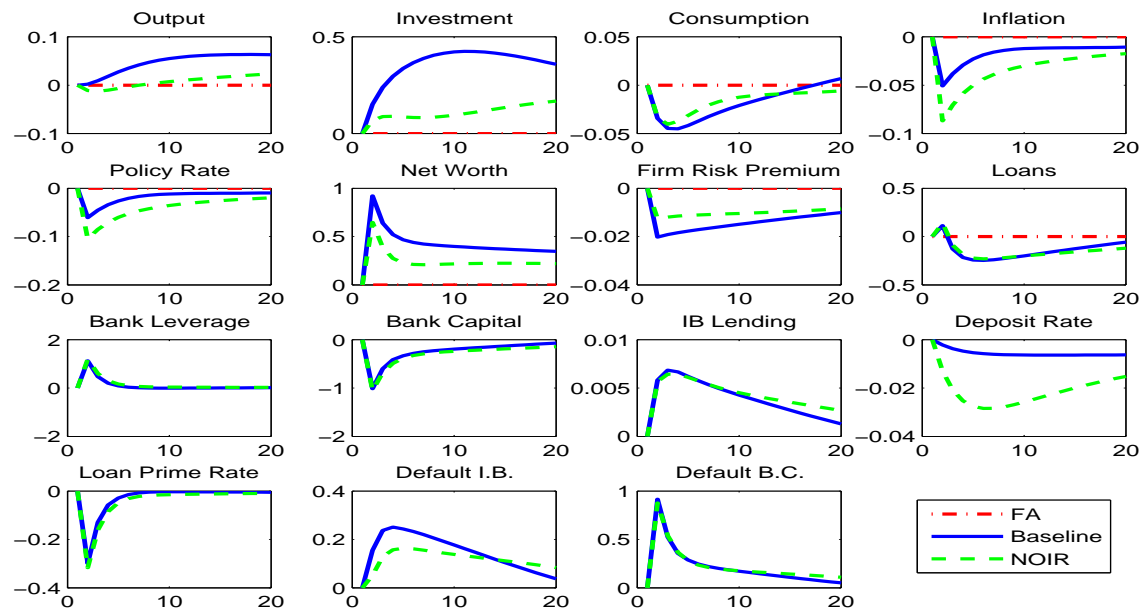 Output Investment Consumption Inflation
0.1 0.5 0.05 0
0 0 −0.05
−0.1 0 −0.05 −0.1
0 10 20 0 10 20 0 10 20 0 10 20
Policy Rate Net Worth Firm Risk Premium Loans
0 1 0 0.5
−0.1 0.5 −0.02 0
−0.2 0 −0.04 −0.5
0 10 20 0 10 20 0 10 20 0 10 20
Bank Leverage Bank Capital IB Lending Deposit Rate
2 0 0.01 0
0 −1 0.005 −0.02
−2 −2 0 −0.04
0 10 20 0 10 20 0 10 20 0 10 20
Loan Prime Rate Default I.B. Default B.C.
0 0.4 1
−0.2 0.2 0.5
−0.4 0 0
0 10 20 0 10 20 0 10 20
FA
Baseline
NOIR